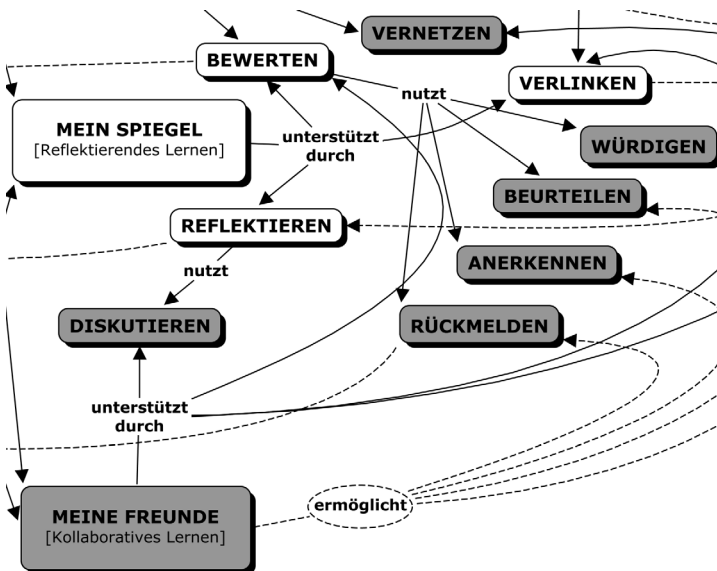 VERNETZEN
BEWERTEN
VERLINKEN
nutzt
MEIN SPIEGEL
[Reflektierendes Lernen]
unterstützt
durch
WÜRDIGEN
BEURTEILEN
REFLEKTIEREN
nutzt
ANERKENNEN
DISKUTIEREN
RÜCKMELDEN
unterstützt
durch
ermöglicht
MEINE FREUNDE
[Kollaboratives Lernen]